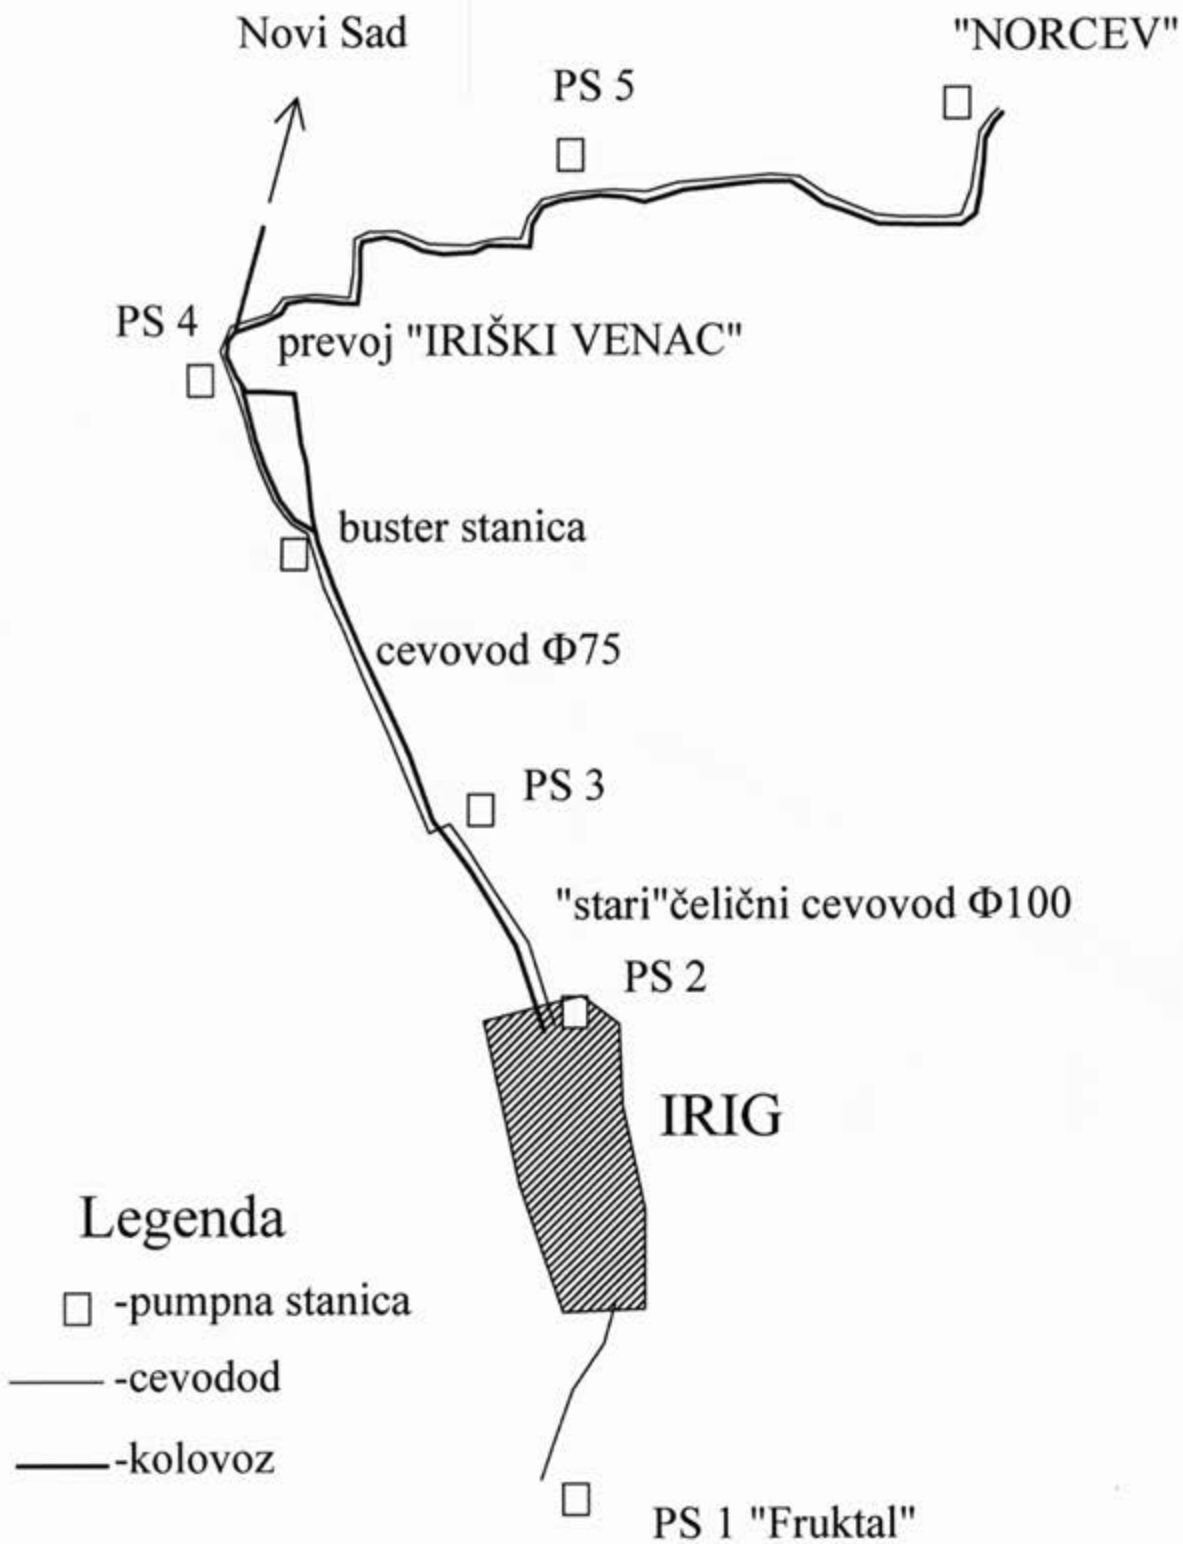 Novi Sad
"NORCEV"
PS 5
PS 4
prevoj "IRIŠKI VENAC"
buster stanica
cevovod Φ75
PS 3
"stari"čelični cevovod Φ100
PS 2
IRIG
Legenda
-pumpna stanica
-cevodod
-kolovoz
PS 1 "Fruktal"